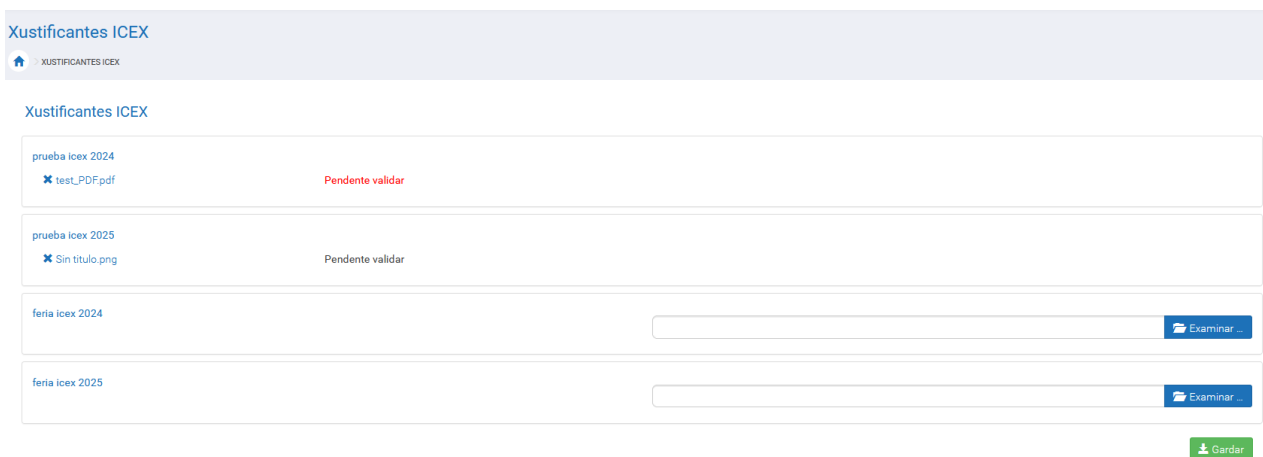 Xustificantes ICEX
XUSTIFICANTES ICEX
Xustificantes ICEX
prueba icex 2024
test_PDF.pdf Pendente validar
prueba icex 2025
Sin titulo.png Pendente validar
feria icex 2024
Examinar ...
feria icex 2025
Examinar ...
Gardar